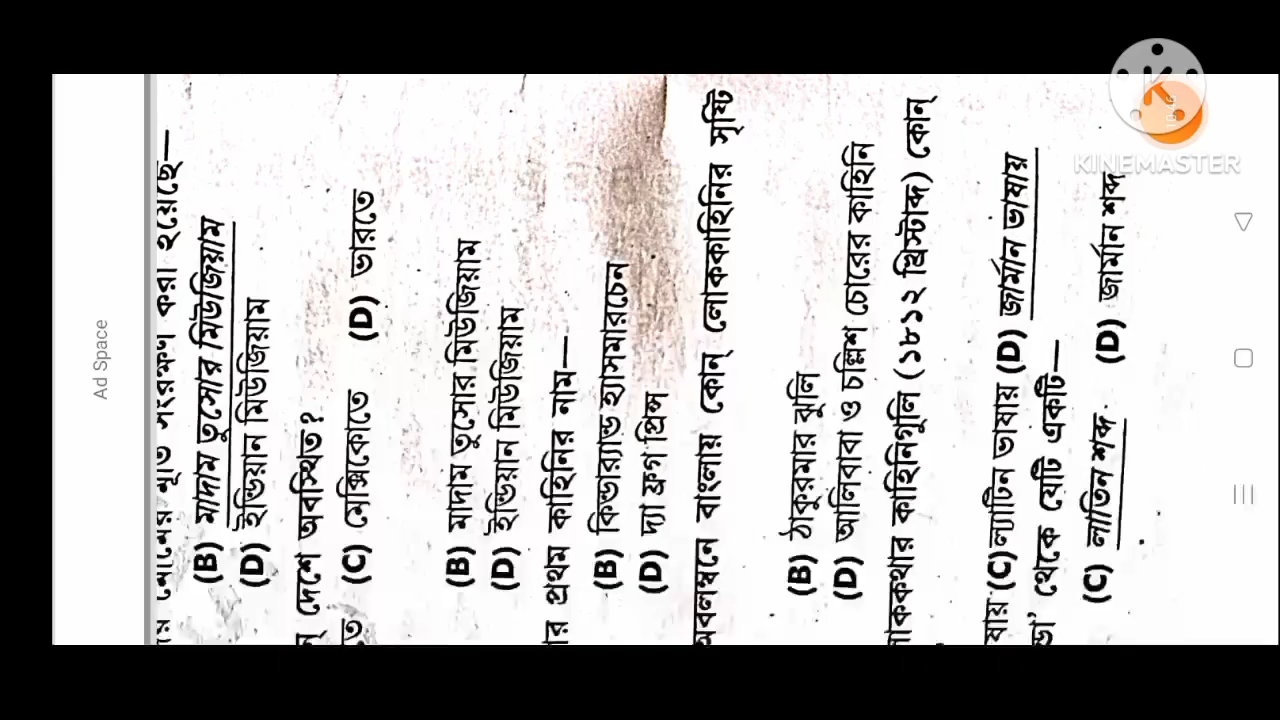 মাদাম তুসোর মিউজিয়াম সংরক্ষণ করা হয়েছে—
(B) মাদাম তুসোর মিউজিয়াম
(D) ইন্ডিয়ান মিউজিয়াম
দেশে অবস্থিত?
(C) মেক্সিকোতে (D) ভারতে
(B) মাদাম তুসোর মিউজিয়াম
(D) ইন্ডিয়ান মিউজিয়াম
প্রথম কাহিনির নাম—
(B) কিন্ডার‍্যান্ড হ্যাসমারচেন
(D) দ্যা ফ্রগ প্রিন্স
অবলম্বনে বাংলায় কোন্ লোককাহিনির সৃষ্টি
(B) ঠাকুরমার ঝুলি
(D) আলিবাবা ও চল্লিশ চোরের কাহিনি
কাহিনিগুলি (১৮১২ খ্রিস্টাব্দ) কোন্
(C) ল্যাটিন ভাষায় (D) জার্মান ভাষায়
থেকে যেটি একটি—
(C) লাতিন শব্দ. (D) জার্মান শব্দ
Ad Space
KINEMASTER